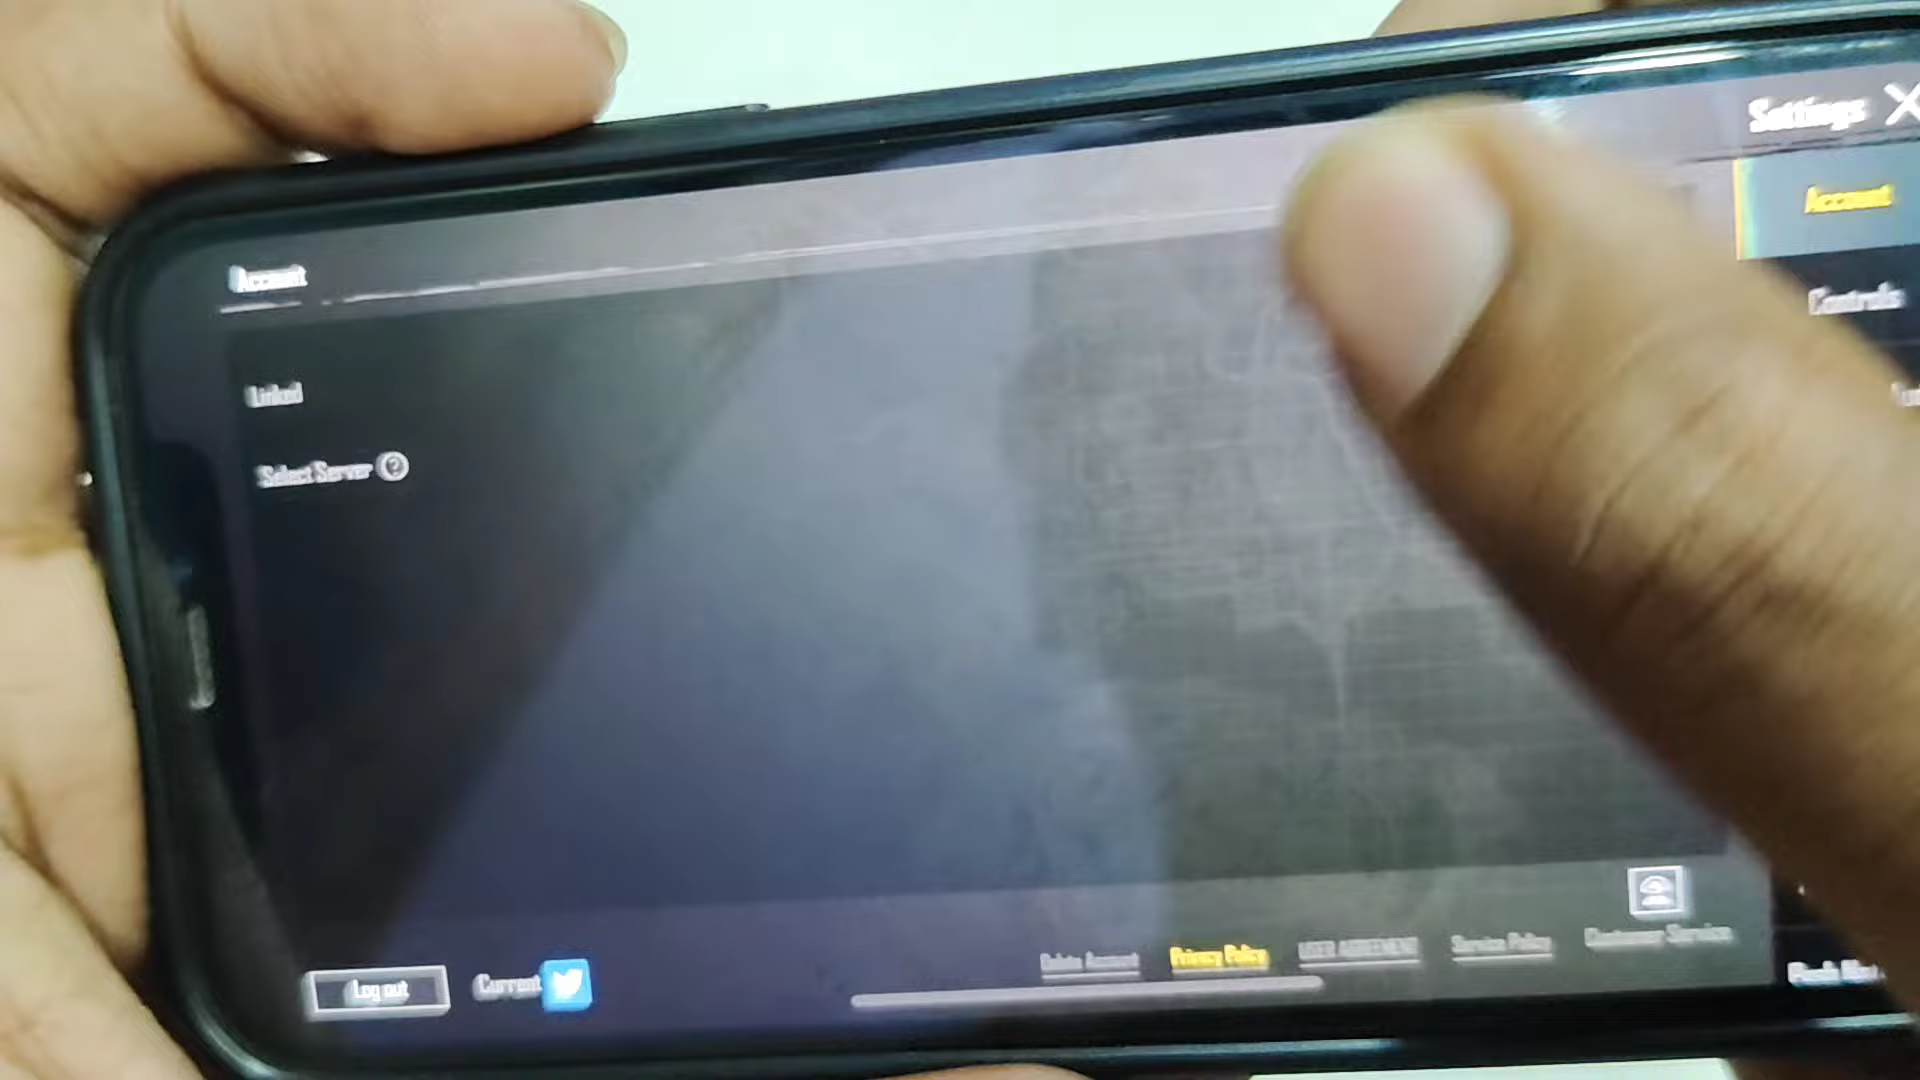 Settings X
Account
Account
Controls
Linked
Select Server ?
Log out
Current
Delete Account
Privacy Policy
USER AGREEMENT
Service Policy
Customer Service